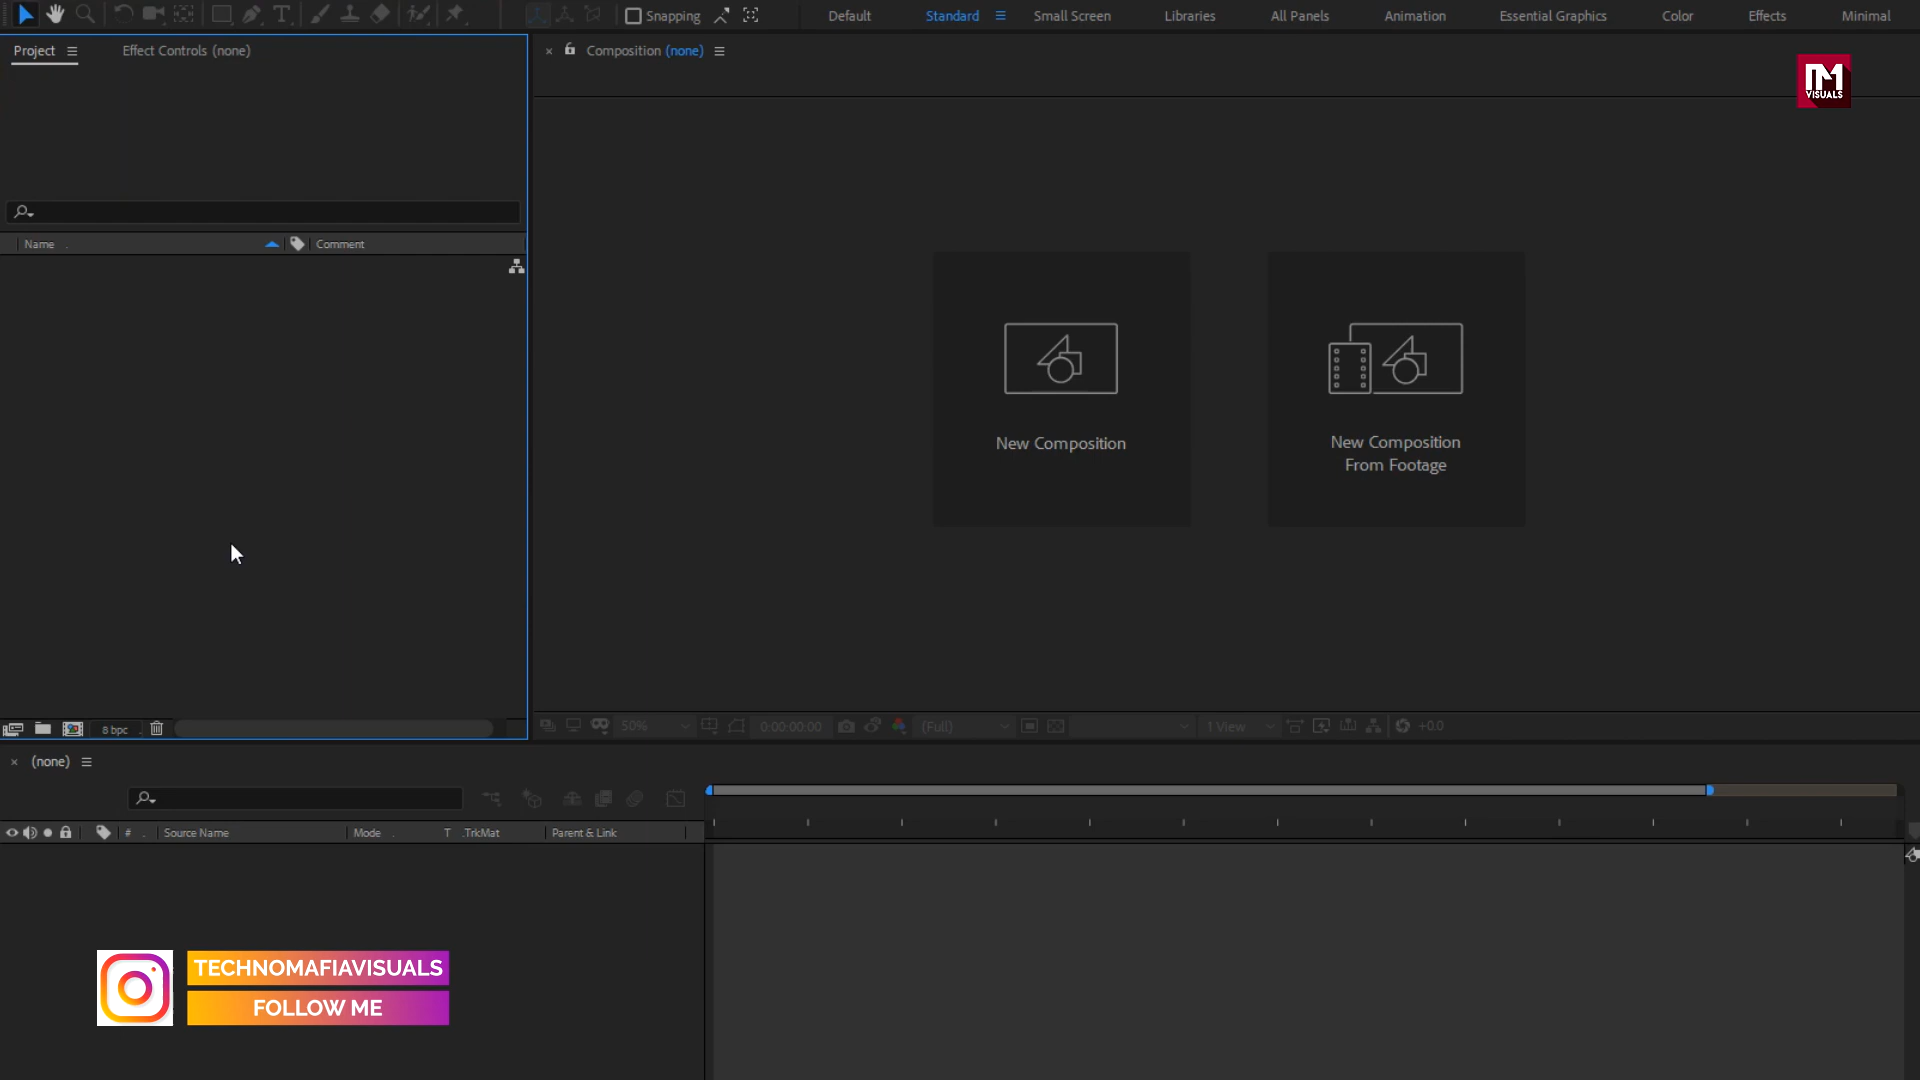 Snapping
Default
Standard
Small Screen
Libraries
All Panels
Animation
Essential Graphics
Color
Effects
Minimal
Project
Effect Controls (none)
Composition (none)
VISUALS
Name
Comment
New Composition
New Composition
From Footage
8 bpc
50%
0:00:00:00
(Full)
1 View
+0.0
(none)
# Source Name
Mode
T .TrkMat
Parent & Link
TECHNOMAFIAVISUALS
FOLLOW ME